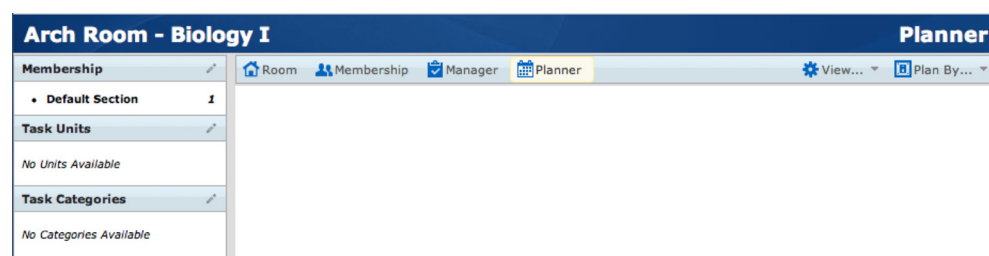 Arch Room - Biology I Planner
Membership
Room Membership Manager Planner View... Plan By...
• Default Section 1
Task Units
No Units Available
Task Categories
No Categories Available